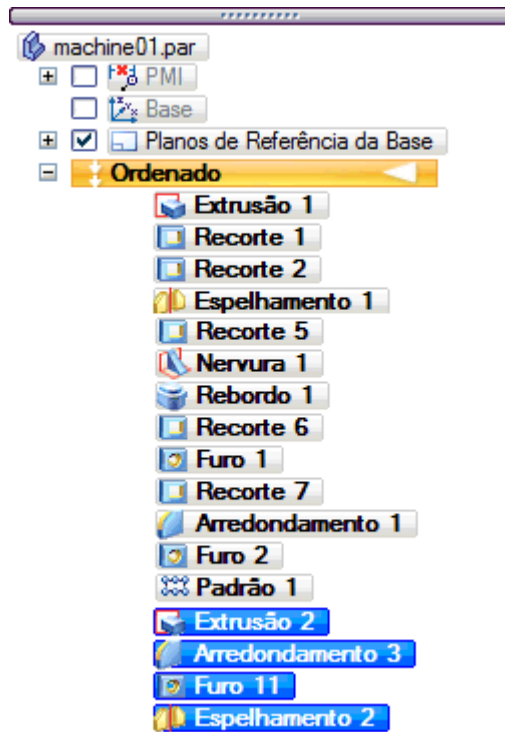 machine01.par
PMI
Base
Planos de Referência da Base
Ordenado
Extrusão 1
Recorte 1
Recorte 2
Espelhamento 1
Recorte 5
Nervura 1
Rebordo 1
Recorte 6
Furo 1
Recorte 7
Arredondamento 1
Furo 2
Padrão 1
Extrusão 2
Arredondamento 3
Furo 11
Espelhamento 2